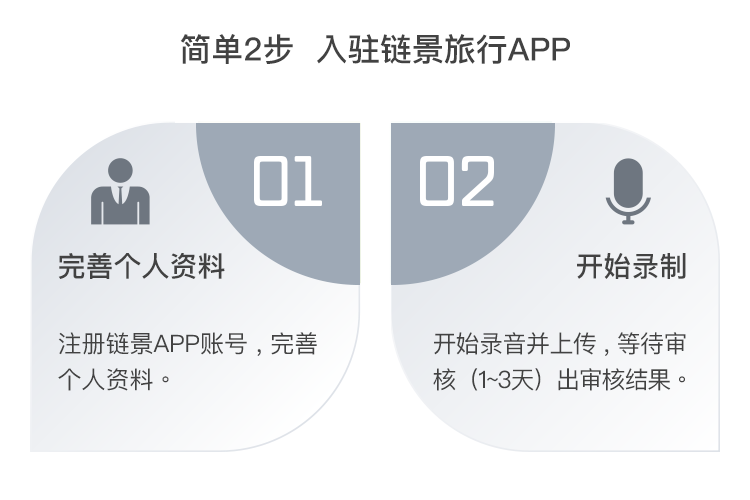 简单2步 入驻链景旅行APP
01
完善个人资料
注册链景APP账号，完善
个人资料。
02
开始录制
开始录音并上传，等待审
核（1~3天）出审核结果。